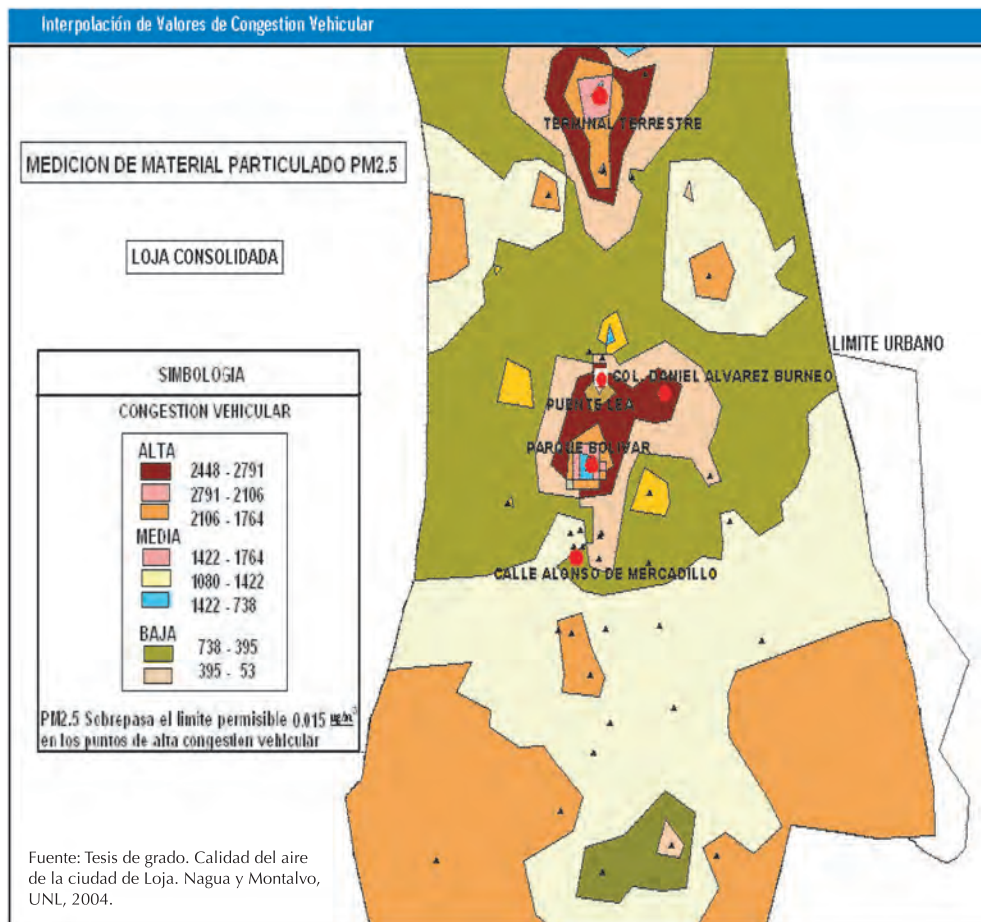 Interpolación de Valores de Congestion Vehicular
TERMINAL TERRESTRE
MEDICION DE MATERIAL PARTICULADO PM2.5
LOJA CONSOLIDADA
LIMITE URBANO
SIMBOLOGIA
CONGESTION VEHICULAR
ALTA
2448 - 2791
2791 - 2106
2106 - 1764
MEDIA
1422 - 1764
1080 - 1422
1422 - 738
BAJA
738 - 395
395 - 53
PM2.5 Sobrepasa el limite permisible 0.015 ug/m3
en los puntos de alta congestion vehicular
COL. DANIEL ALVAREZ BURNEO
PUENTE LEA
PARQUE BOLIVAR
CALLE ALONSO DE MERCADILLO
Fuente: Tesis de grado. Calidad del aire
de la ciudad de Loja. Nagua y Montalvo,
UNL, 2004.